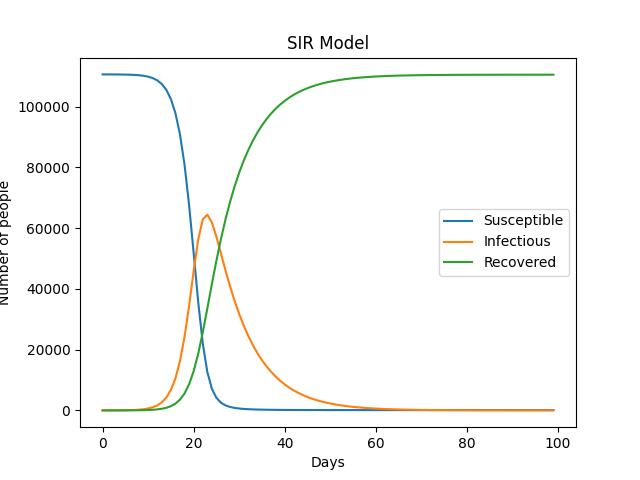 SIR Model
Number of people
100000
80000
60000
40000
20000
0
Susceptible
Infectious
Recovered
0 20 40 60 80 100
Days